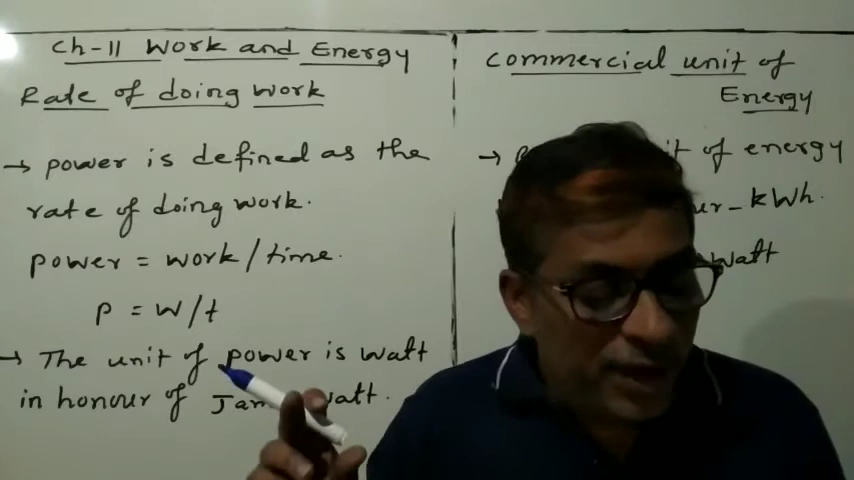 Ch-11 Work and Energy
Rate of doing work
→ power is defined as the
rate of doing work.
power = work/time.
P = W/t
→ The unit of power is watt
in honour of watt.
Commercial unit of
Energy
→ of energy
- kWh.
watt